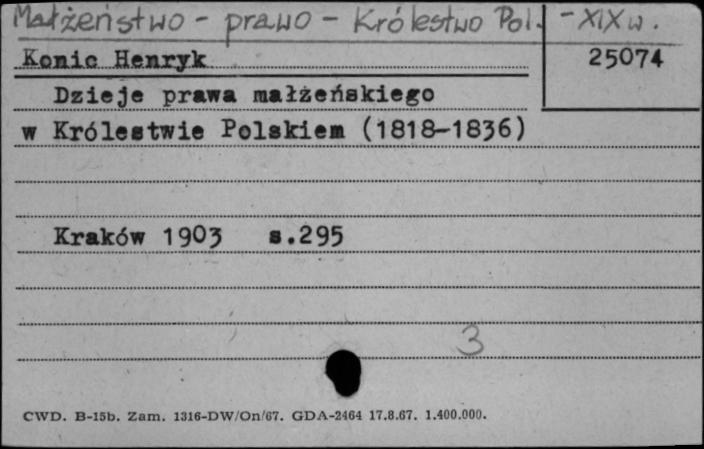 Małżeństwo - prawo - Królestwo Pol. - XIX w.
Konic Henryk
25074
Dzieje prawa małżeńskiego
w Królestwie Polskiem (1818-1836)
Kraków 1903 s.295
3
CWD. B-15b. Zam. 1316-DW/On/67. GDA-2464 17.8.67. 1.400.000.